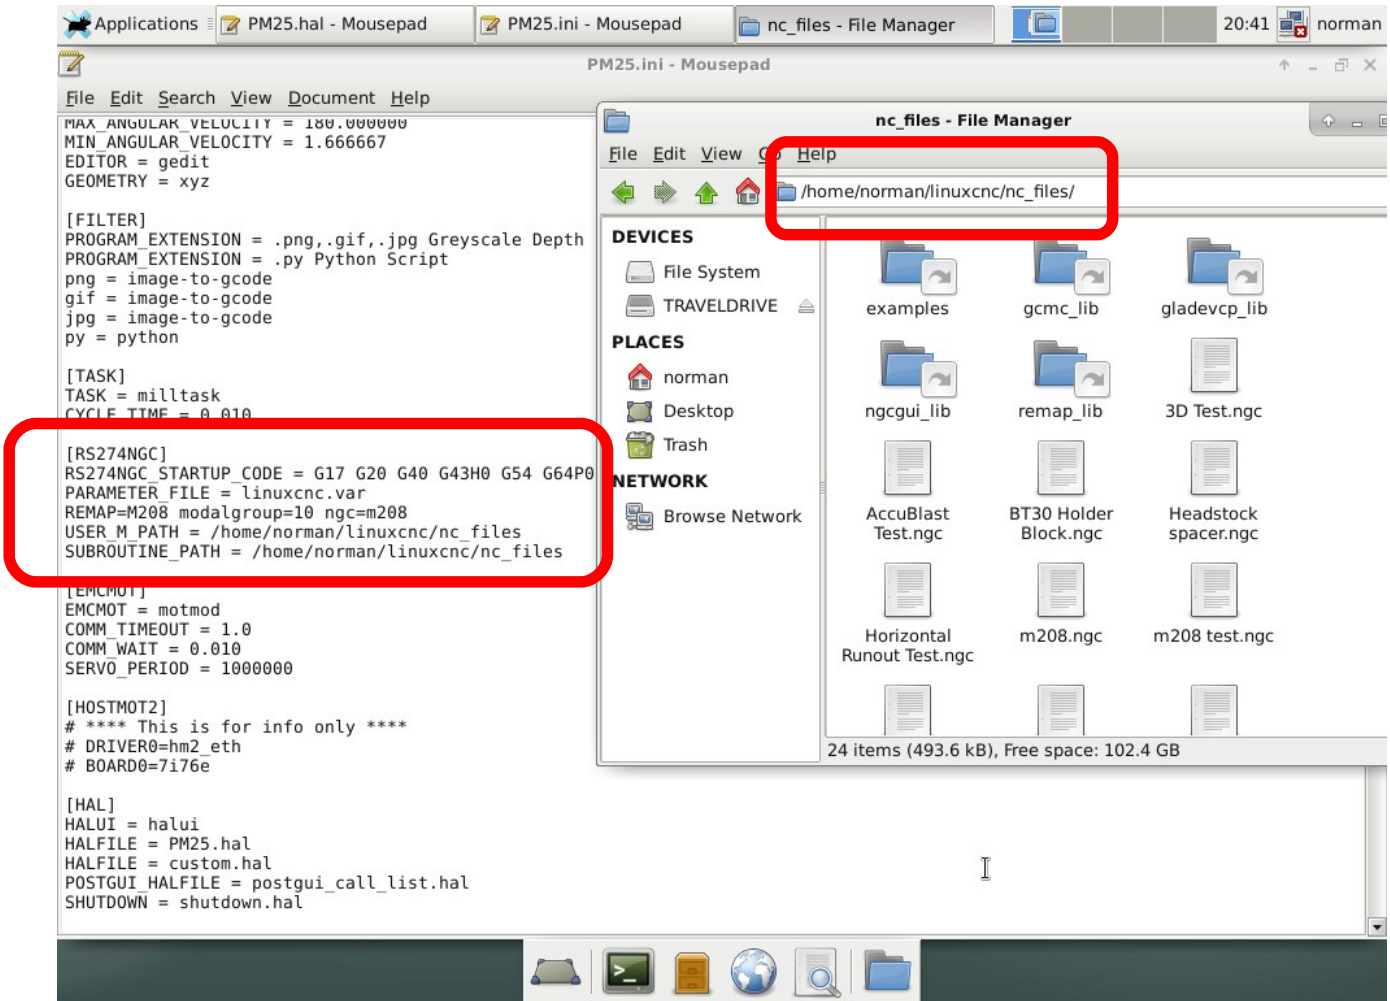 Applications
PM25.hal - Mousepad
PM25.ini - Mousepad
nc_files - File Manager
20:41
norman
PM25.ini - Mousepad
File Edit Search View Document Help
MAX_ANGULAR_VELOCITY = 180.000000
MIN_ANGULAR_VELOCITY = 1.666667
EDITOR = gedit
GEOMETRY = xyz
[FILTER]
PROGRAM_EXTENSION = .png,.gif,.jpg Greyscale Depth
PROGRAM_EXTENSION = .py Python Script
png = image-to-gcode
gif = image-to-gcode
jpg = image-to-gcode
py = python
[TASK]
TASK = milltask
CYCLE_TIME = 0.010
[RS274NGC]
RS274NGC_STARTUP_CODE = G17 G20 G40 G43H0 G54 G64P0
PARAMETER_FILE = linuxcnc.var
REMAP=M208 modalgroup=10 ngc=m208
USER_M_PATH = /home/norman/linuxcnc/nc_files
SUBROUTINE_PATH = /home/norman/linuxcnc/nc_files
[EMCMOT]
EMCMOT = motmod
COMM_TIMEOUT = 1.0
COMM_WAIT = 0.010
SERVO_PERIOD = 1000000
[HOSTMOT2]
# **** This is for info only ****
# DRIVER0=hm2_eth
# BOARD0=7i76e
[HAL]
HALUI = halui
HALFILE = PM25.hal
HALFILE = custom.hal
POSTGUI_HALFILE = postgui_call_list.hal
SHUTDOWN = shutdown.hal
nc_files - File Manager
File Edit View Go Help
/home/norman/linuxcnc/nc_files/
DEVICES
File System
TRAVELDRIVE
PLACES
norman
Desktop
Trash
NETWORK
Browse Network
examples
gcmc_lib
gladevcp_lib
ngcgui_lib
remap_lib
3D Test.ngc
AccuBlast
Test.ngc
BT30 Holder
Block.ngc
Headstock
spacer.ngc
Horizontal
Runout Test.ngc
m208.ngc
m208 test.ngc
24 items (493.6 kB), Free space: 102.4 GB